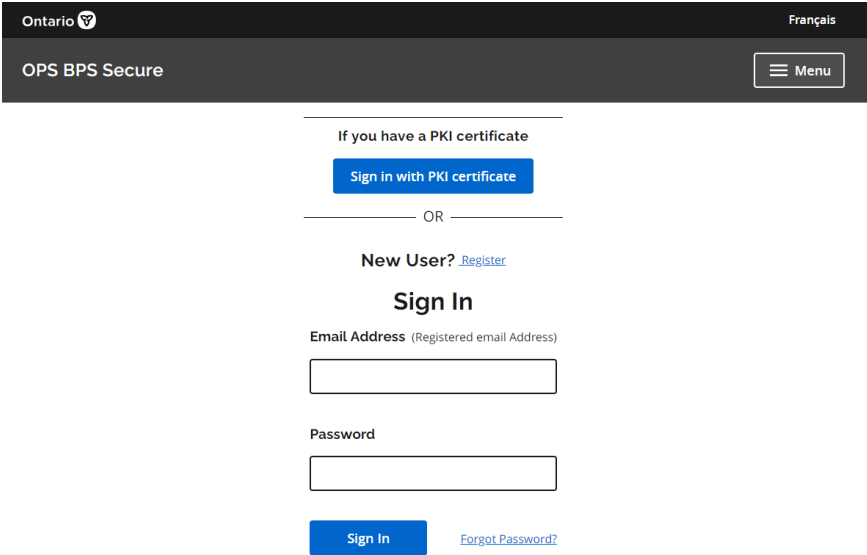 Ontario
Français
OPS BPS Secure
Menu
If you have a PKI certificate
Sign in with PKI certificate
OR
New User? Register
Sign In
Email Address (Registered email Address)
Password
Sign In
Forgot Password?